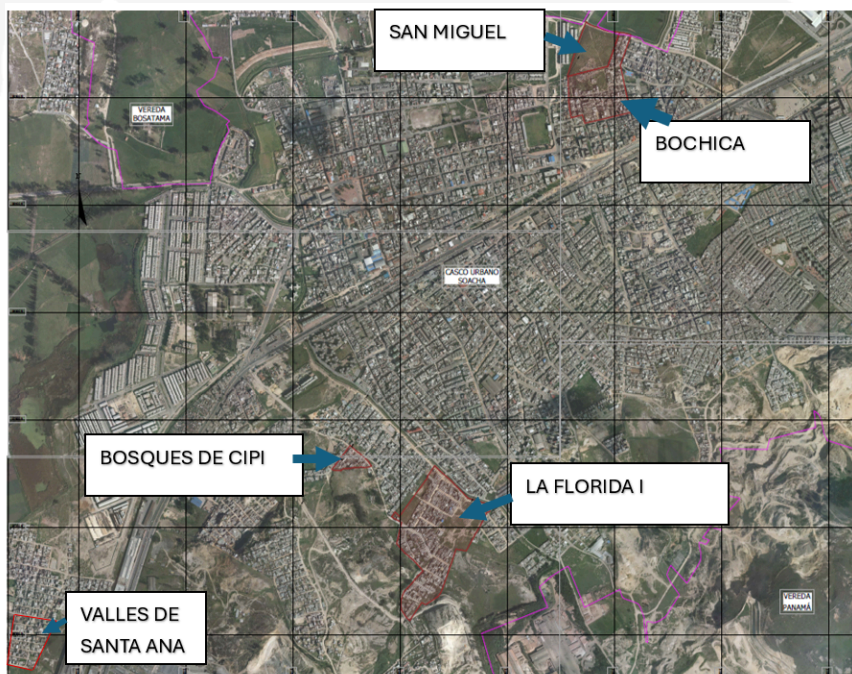 SAN MIGUEL
VEREDA
BOSATAMA
BOCHICA
CASCO URBANO
SOACHA
BOSQUES DE CIPI
LA FLORIDA I
VALLES DE
SANTA ANA
VEREDA
PANAMÁ